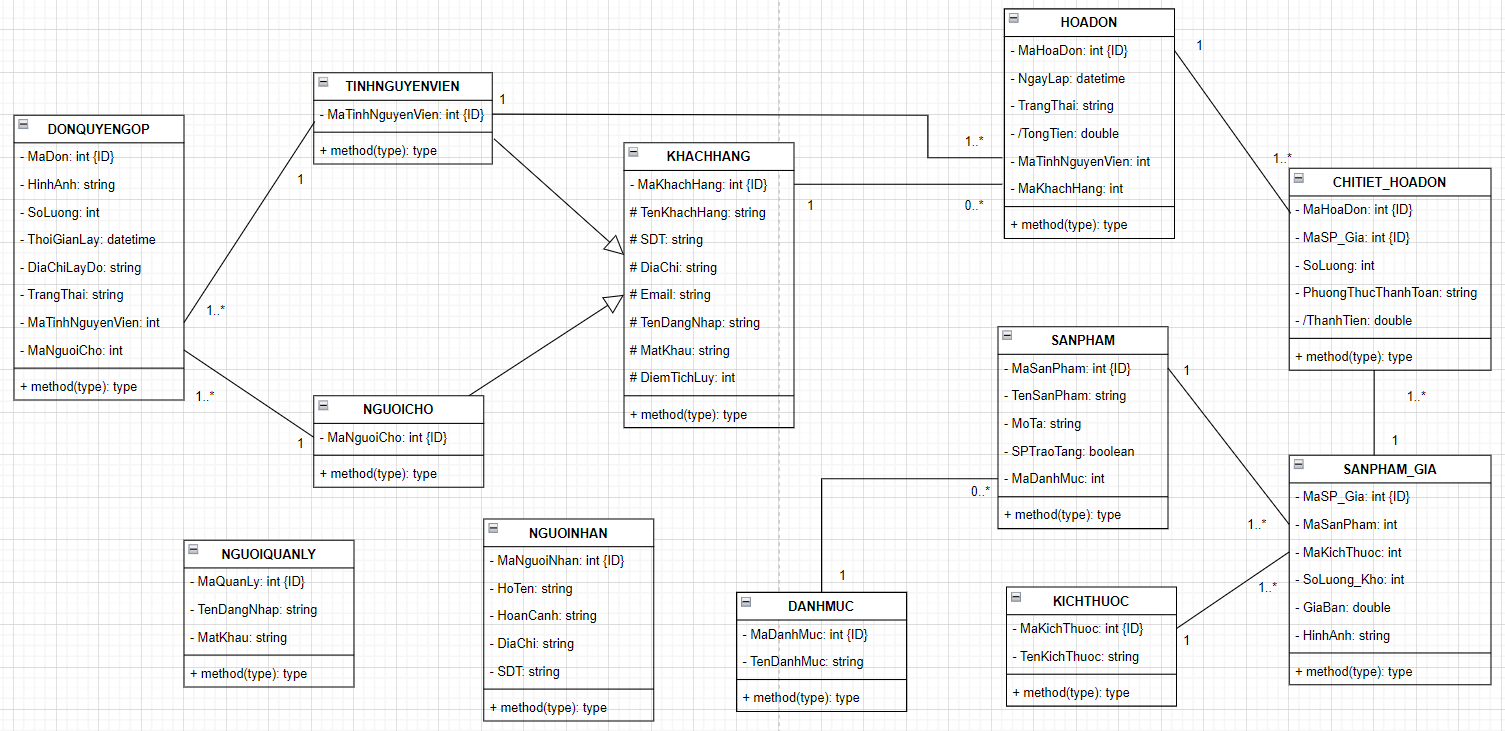 DONQUYENGOP
- MaDon: int {ID}
- HinhAnh: string
- SoLuong: int
- ThoiGianLay: datetime
- DiaChiLayDo: string
- TrangThai: string
- MaTinhNguyenVien: int
- MaNguoiCho: int
+ method(type): type
TINHNGUYENVIEN
- MaTinhNguyenVien: int {ID}
+ method(type): type
1
1
1..*
1..*
1
NGUOICHO
- MaNguoiCho: int {ID}
+ method(type): type
KHACHHANG
- MaKhachHang: int {ID}
# TenKhachHang: string
# SDT: string
# DiaChi: string
# Email: string
# TenDangNhap: string
# MatKhau: string
# DiemTichLuy: int
+ method(type): type
1
1..*
0..*
HOADON
- MaHoaDon: int {ID}
- NgayLap: datetime
- TrangThai: string
- /TongTien: double
- MaTinhNguyenVien: int
- MaKhachHang: int
+ method(type): type
1
1..*
CHITIET_HOADON
- MaHoaDon: int {ID}
- MaSP_Gia: int {ID}
- SoLuong: int
- PhuongThucThanhToan: string
- /ThanhTien: double
+ method(type): type
1..*
1
SANPHAM
- MaSanPham: int {ID}
- TenSanPham: string
- MoTa: string
- SPTraoTang: boolean
- MaDanhMuc: int
+ method(type): type
1
1..*
0..*
1
SANPHAM_GIA
- MaSP_Gia: int {ID}
- MaSanPham: int
- MaKichThuoc: int
- SoLuong_Kho: int
- GiaBan: double
- HinhAnh: string
+ method(type): type
1..*
1
NGUOIQUANLY
- MaQuanLy: int {ID}
- TenDangNhap: string
- MatKhau: string
+ method(type): type
NGUOINHAN
- MaNguoiNhan: int {ID}
- HoTen: string
- HoanCanh: string
- DiaChi: string
- SDT: string
+ method(type): type
DANHMUC
- MaDanhMuc: int {ID}
- TenDanhMuc: string
+ method(type): type
KICHTHUOC
- MaKichThuoc: int {ID}
- TenKichThuoc: string
+ method(type): type